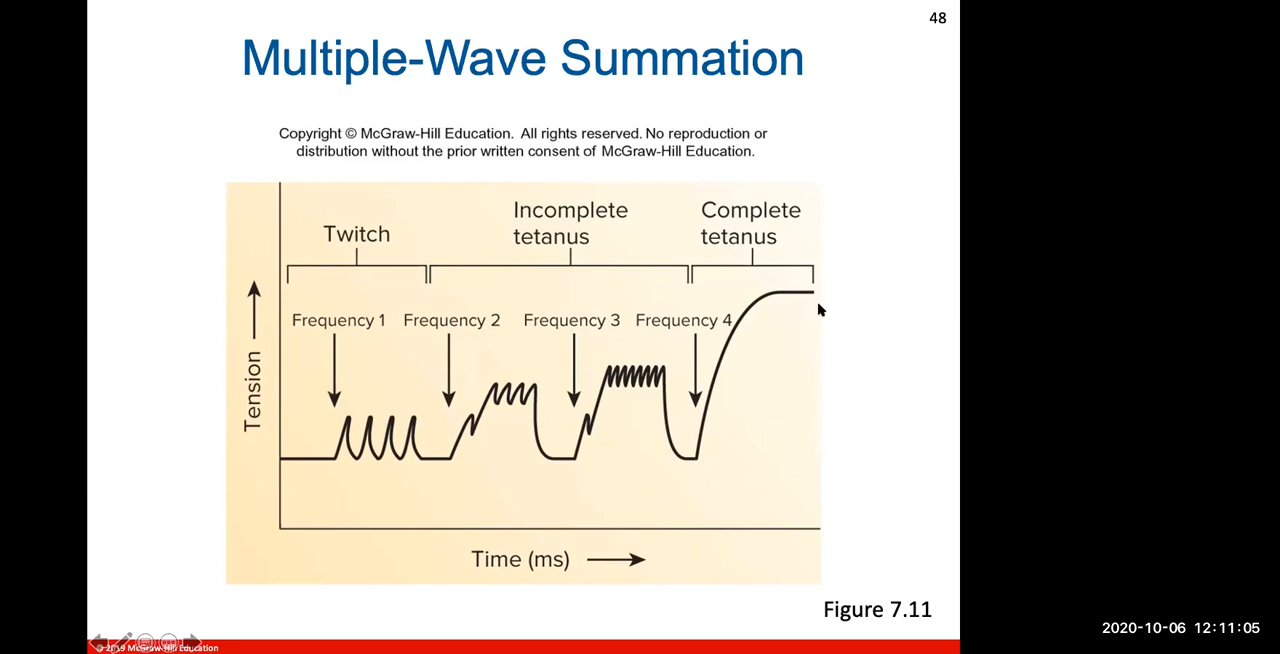 48
Multiple-Wave Summation
Copyright © McGraw-Hill Education. All rights reserved. No reproduction or
distribution without the prior written consent of McGraw-Hill Education.
Twitch
Incomplete
tetanus
Complete
tetanus
Frequency 1
Frequency 2
Frequency 3
Frequency 4
Tension
Time (ms)
Figure 7.11
© 2019 McGraw-Hill Education
2020-10-06 12:11:05